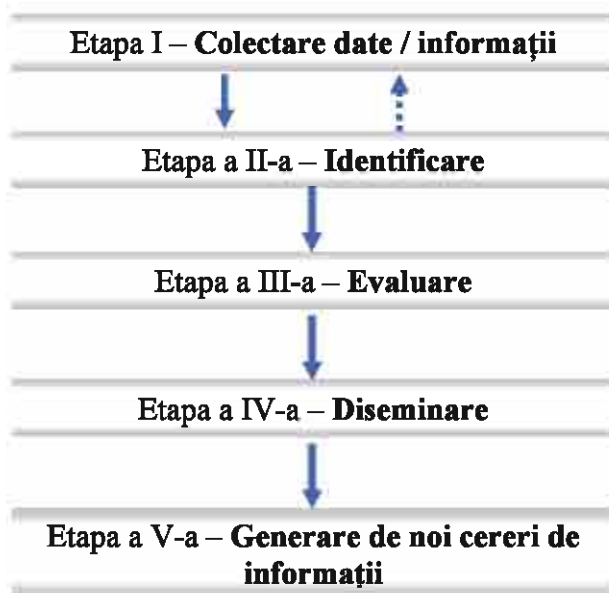 Etapa I – Colectare date / informații
Etapa a II-a – Identificare
Etapa a III-a – Evaluare
Etapa a IV-a – Diseminare
Etapa a V-a – Generare de noi cereri de
informații